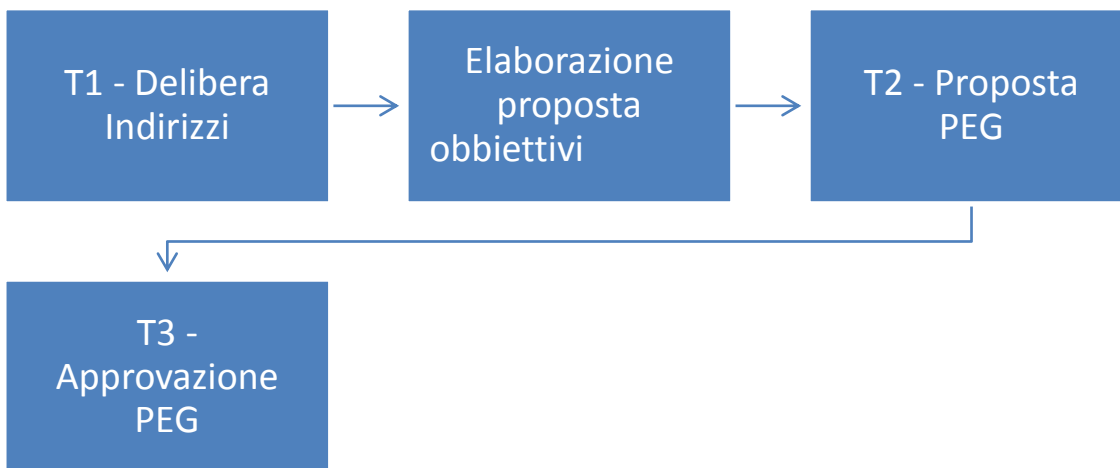 T1 - Delibera
Indirizzi
Elaborazione
proposta
obbiettivi
T2 - Proposta
PEG
T3 -
Approvazione
PEG